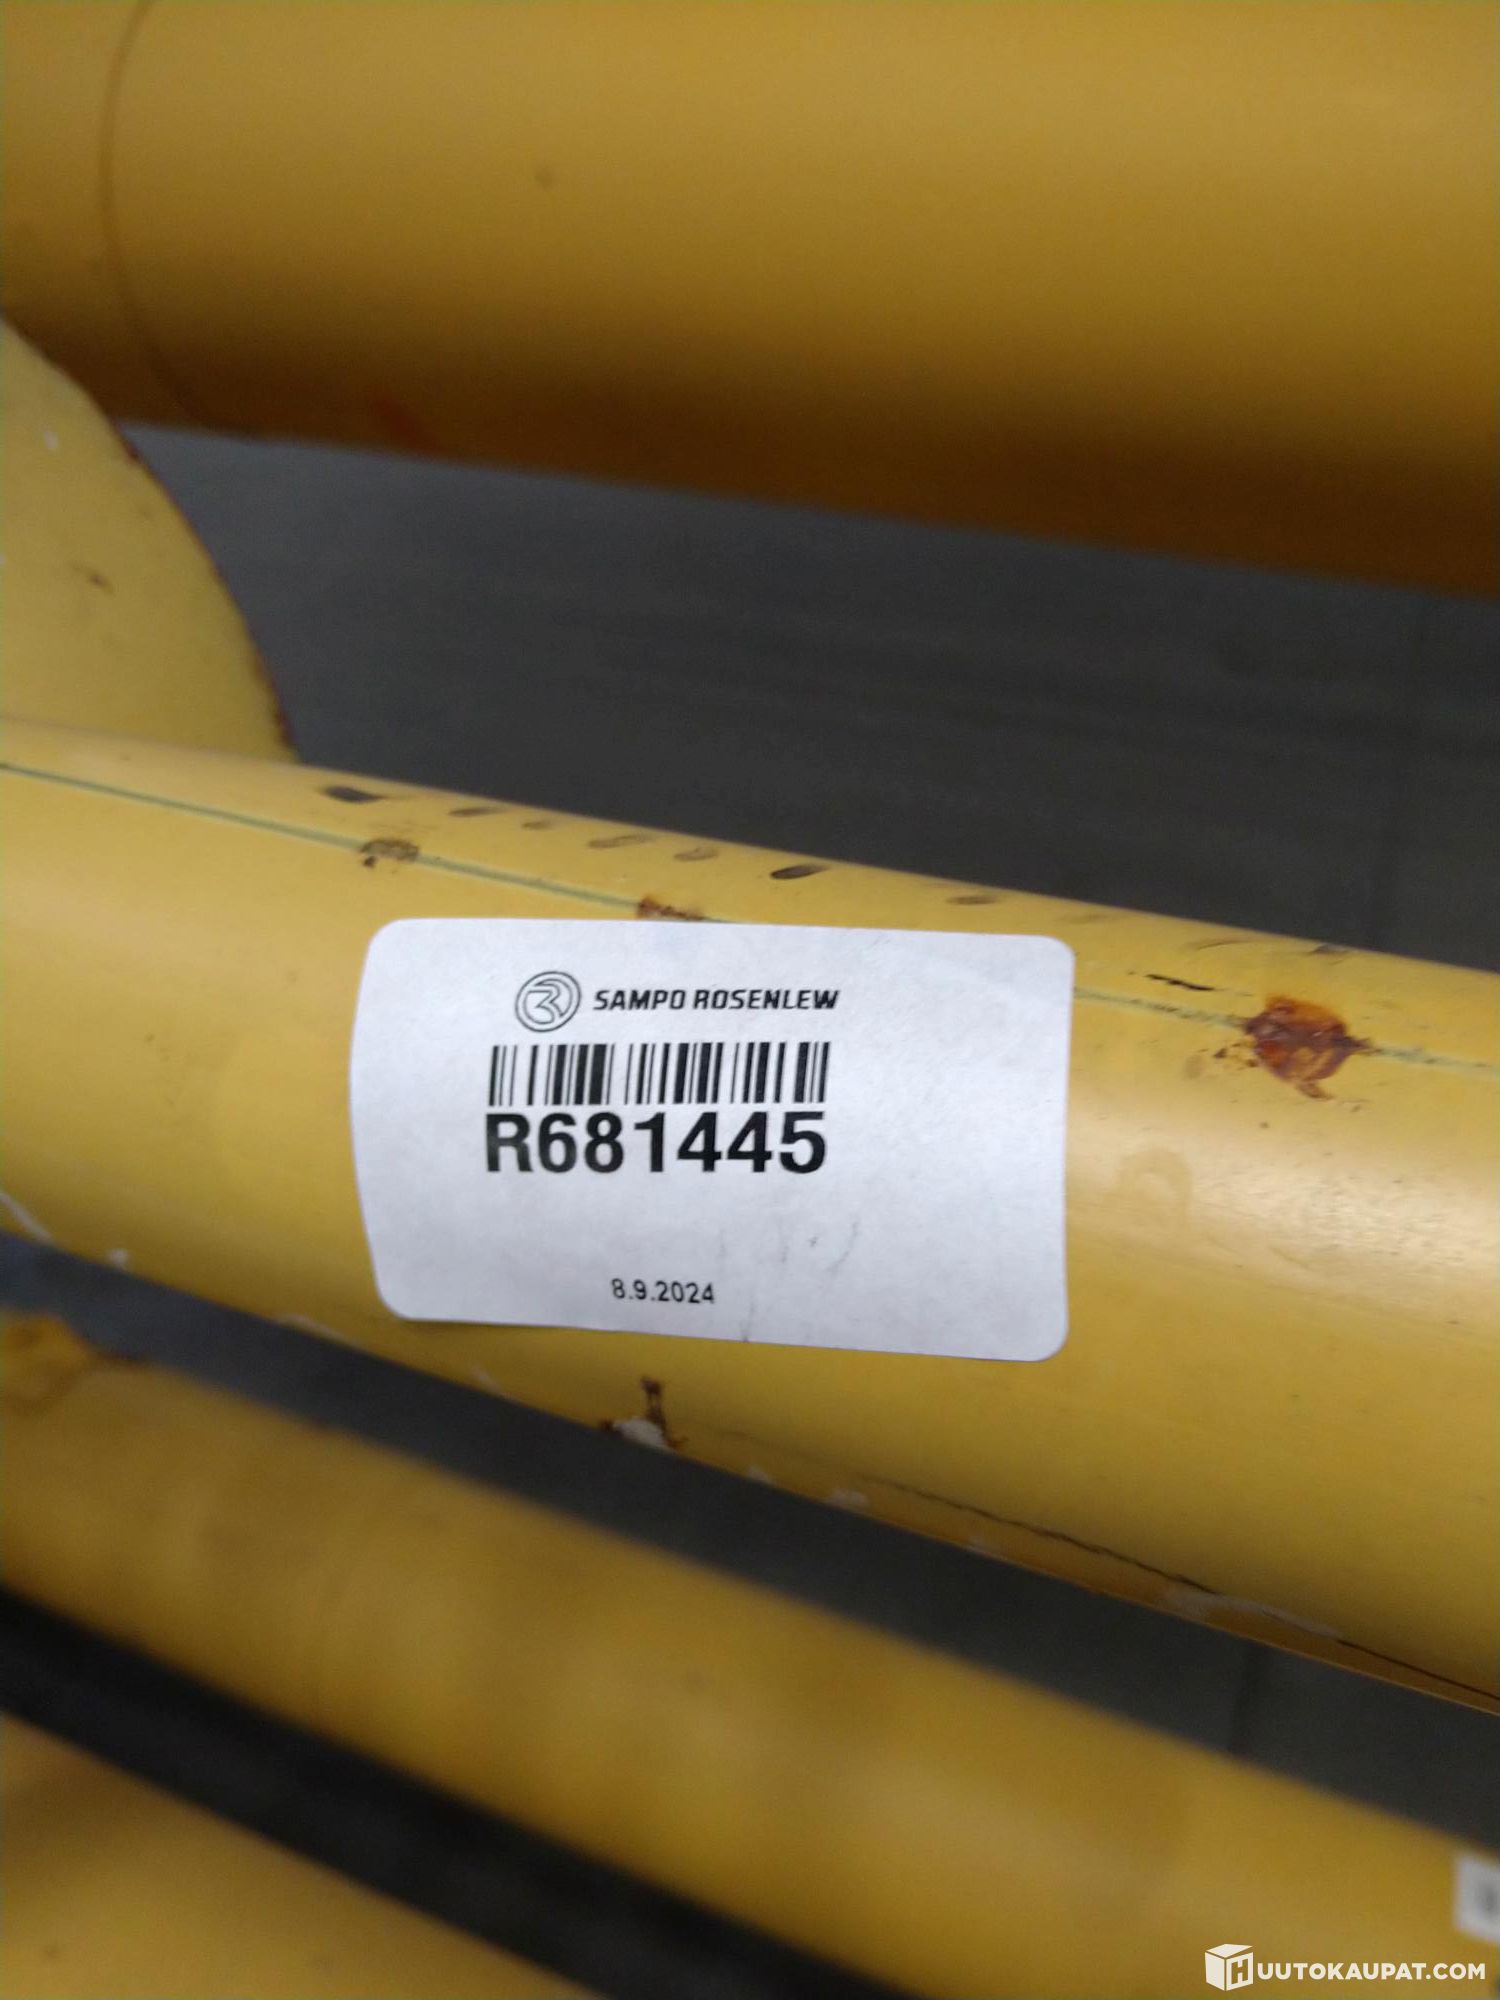 SAMPO ROSENLEW
R681445
8.9.2024
HUUTOKAUPAT.COM